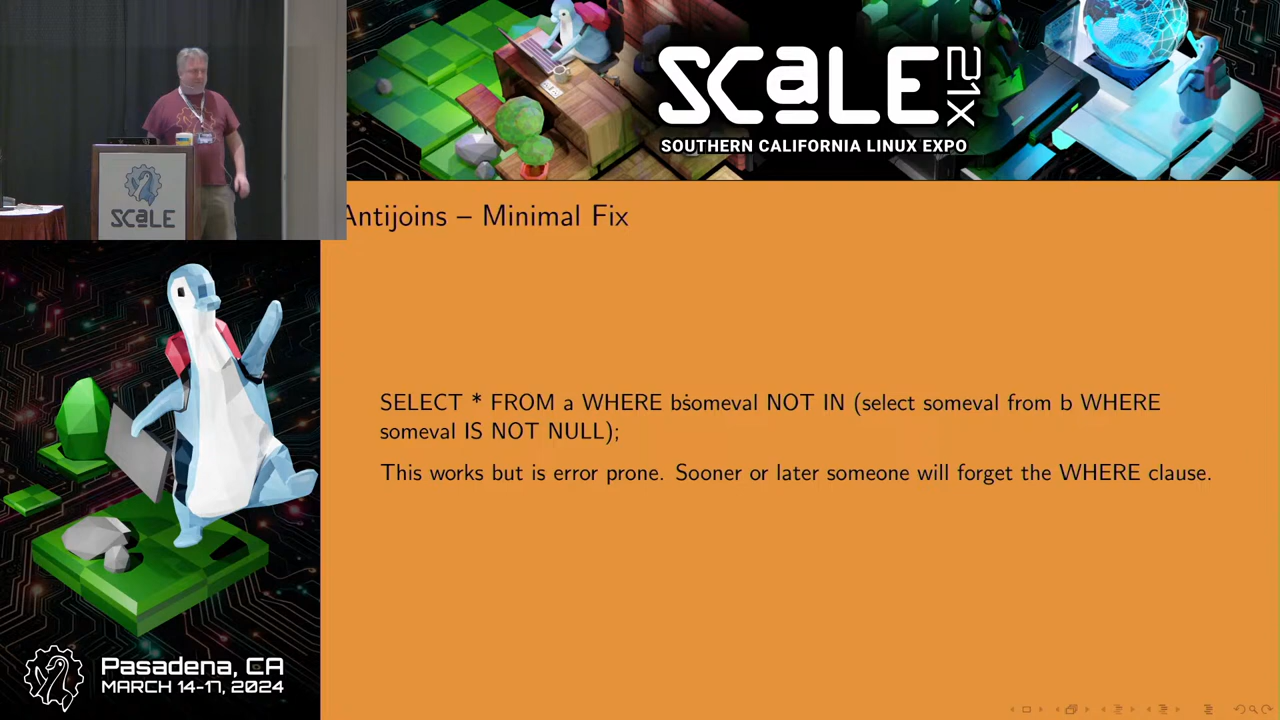 SCaLE 21X
SOUTHERN CALIFORNIA LINUX EXPO
SCaLE
Antijoins – Minimal Fix
SELECT * FROM a WHERE bsomeval NOT IN (select someval from b WHERE
someval IS NOT NULL);
This works but is error prone. Sooner or later someone will forget the WHERE clause.
Pasadena, CA
MARCH 14-17, 2024